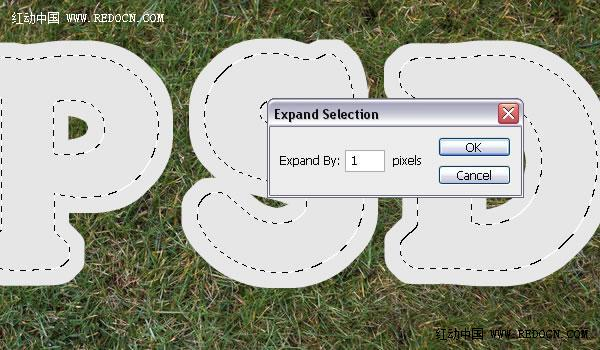 红动中国 WWW.REDOCN.COM
PSD
Expand Selection
Expand By: 1 pixels
OK
Cancel
红动中国 WWW.REDOCN.COM